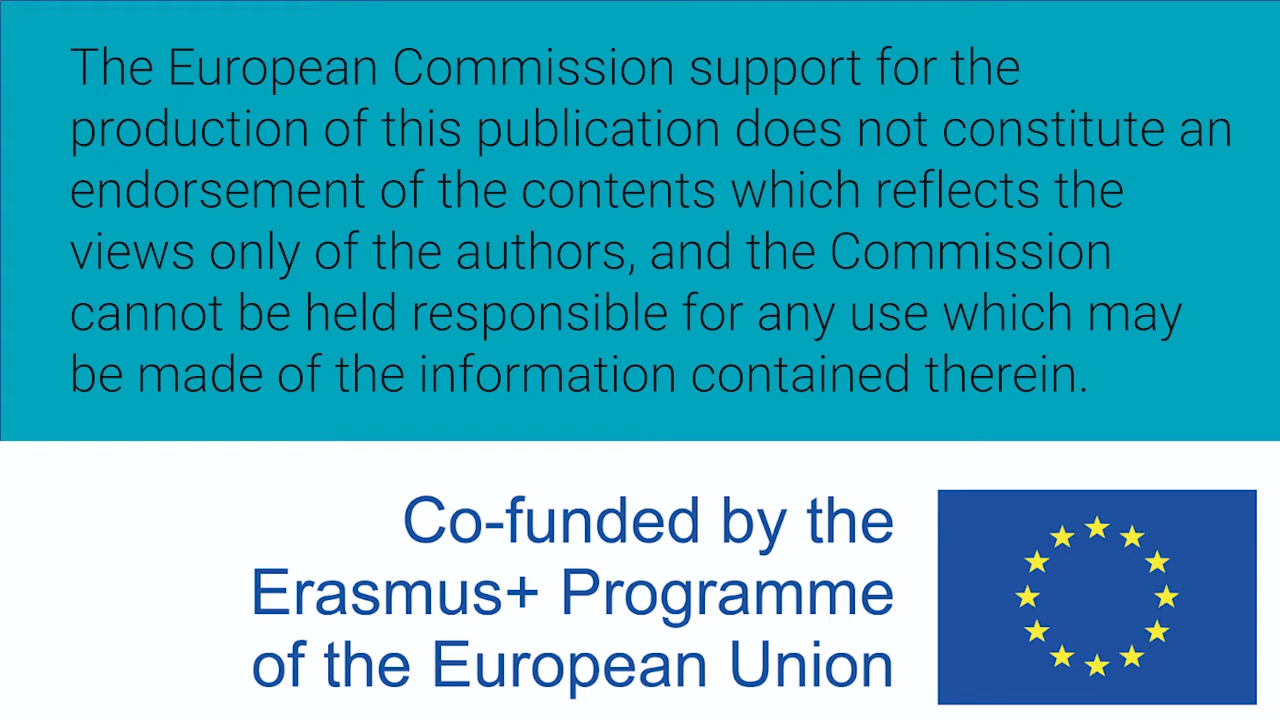 The European Commission support for the
production of this publication does not constitute an
endorsement of the contents which reflects the
views only of the authors, and the Commission
cannot be held responsible for any use which may
be made of the information contained therein.
Co-funded by the
Erasmus+ Programme
of the European Union